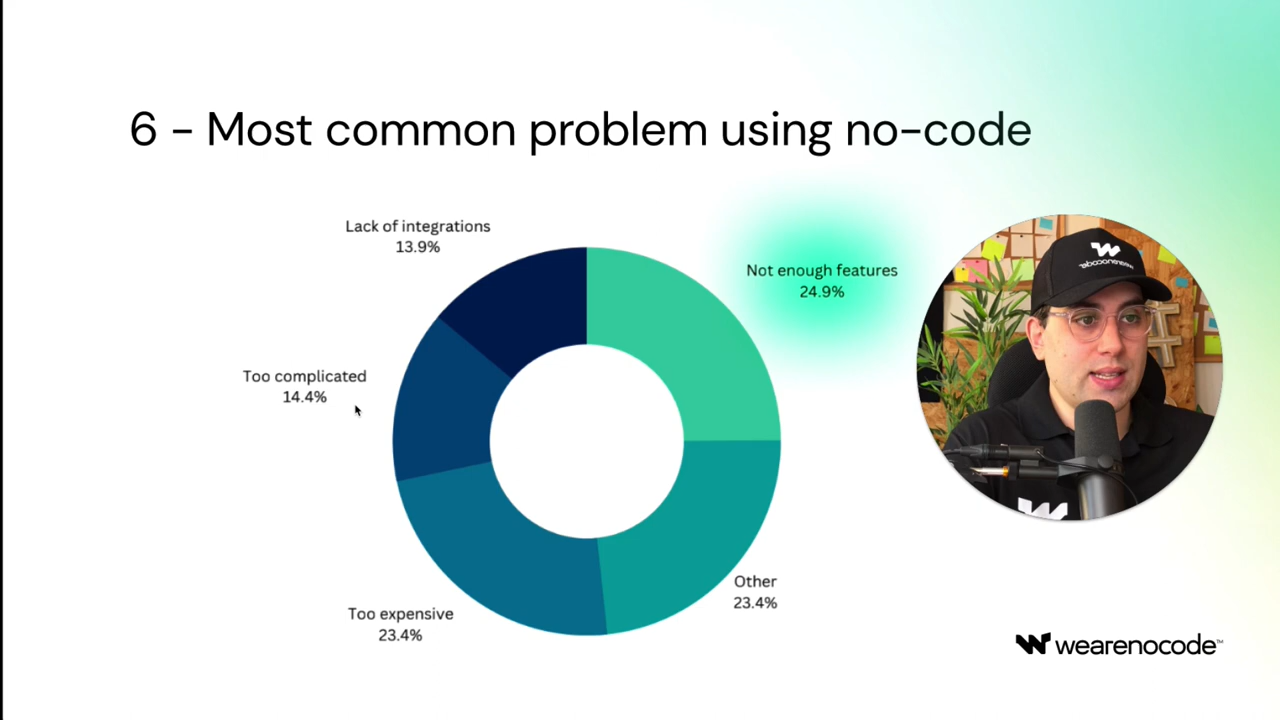 6 - Most common problem using no-code
Lack of integrations
13.9%
Not enough features
24.9%
Too complicated
14.4%
Other
23.4%
Too expensive
23.4%
wearenocode™